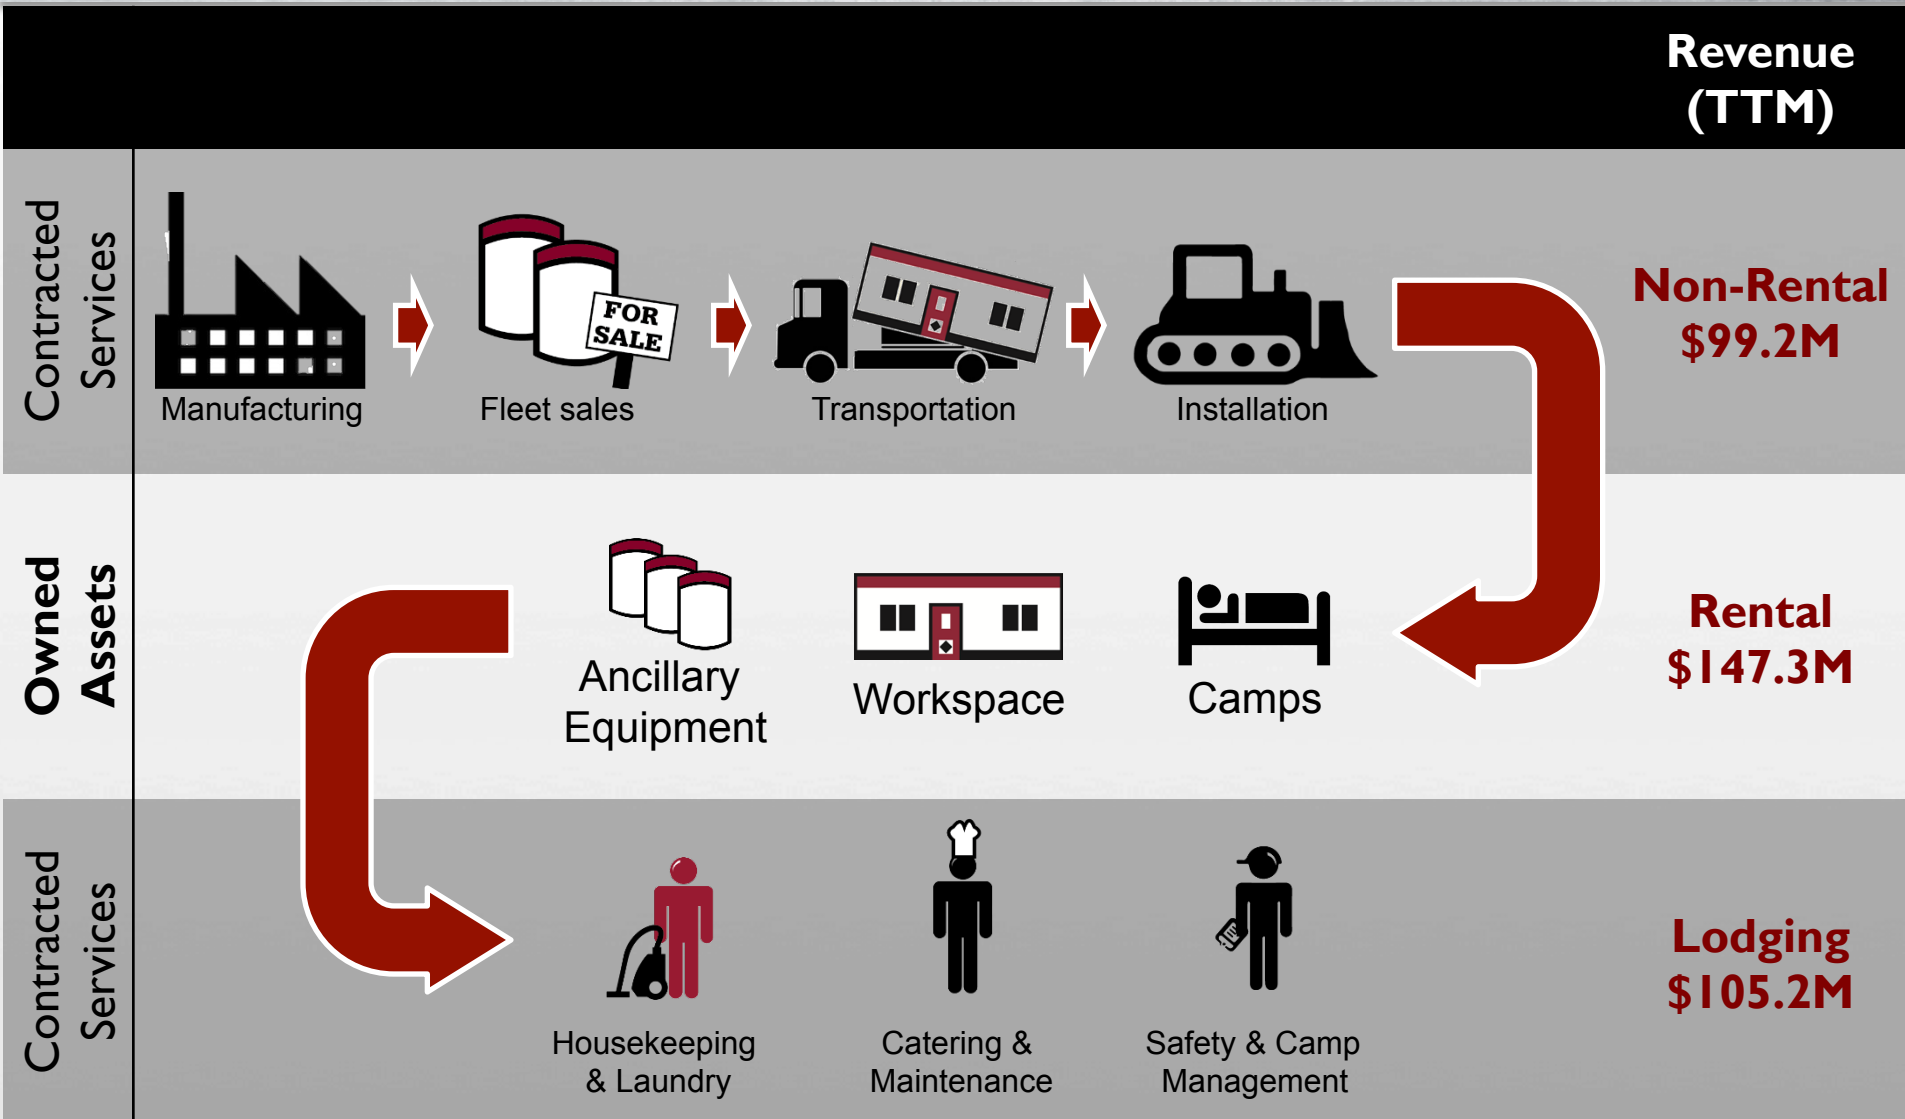 Revenue
(TTM)
Contracted
Services
FOR
SALE
Manufacturing
Fleet sales
Transportation
Installation
Non-Rental
$99.2M
Owned
Assets
Ancillary
Equipment
Workspace
Camps
Rental
$147.3M
Contracted
Services
Housekeeping
& Laundry
Catering &
Maintenance
Safety & Camp
Management
Lodging
$105.2M